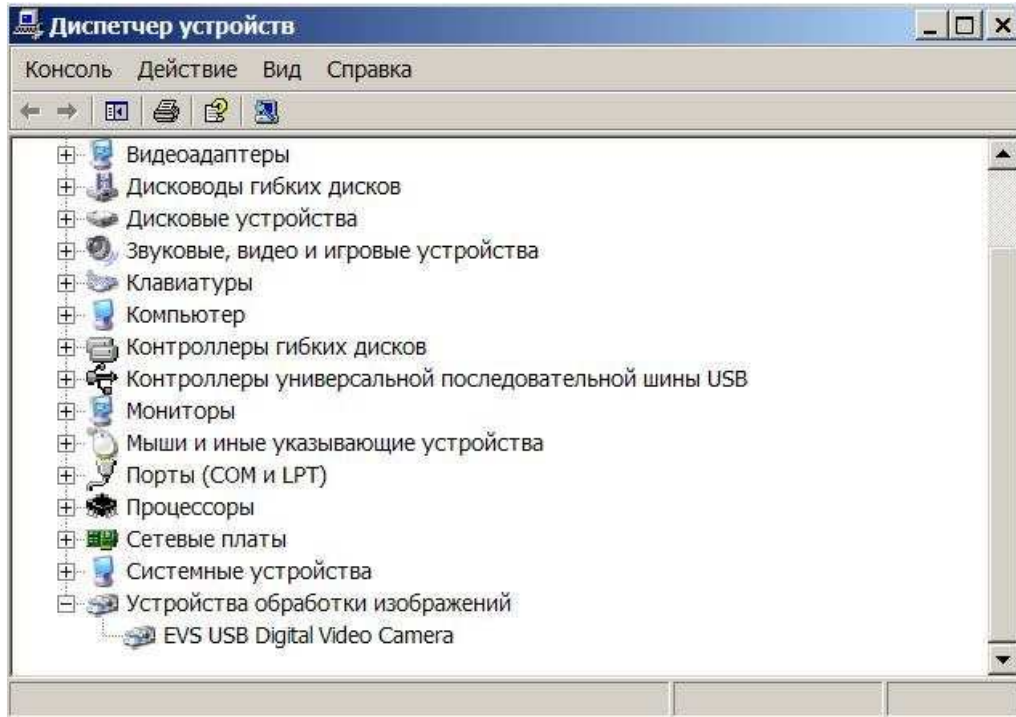 Диспетчер устройств
Консоль Действие Вид Справка
Видеоадаптеры
Дисководы гибких дисков
Дисковые устройства
Звуковые, видео и игровые устройства
Клавиатуры
Компьютер
Контроллеры гибких дисков
Контроллеры универсальной последовательной шины USB
Мониторы
Мыши и иные указывающие устройства
Порты (COM и LPT)
Процессоры
Сетевые платы
Системные устройства
Устройства обработки изображений
EVS USB Digital Video Camera